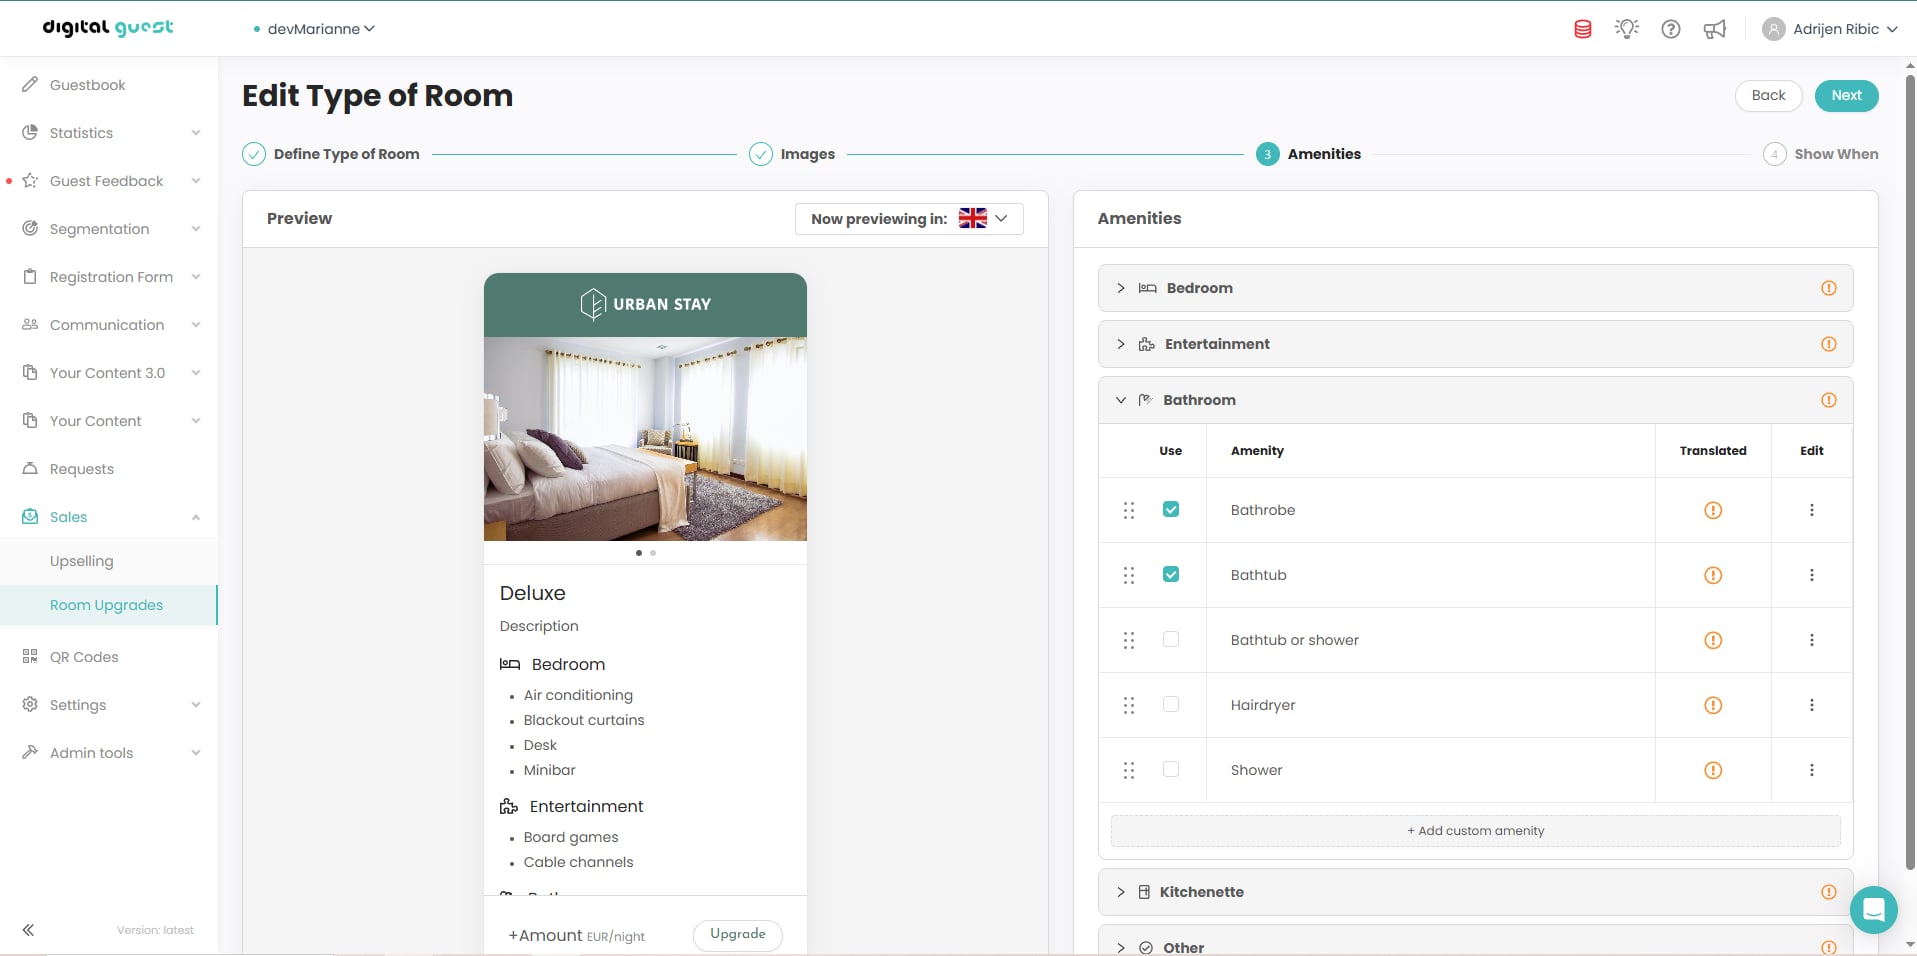 digital guest
devMarianne
Adrijen Ribic
Guestbook
Statistics
Guest Feedback
Segmentation
Registration Form
Communication
Your Content 3.0
Your Content
Requests
Sales
Upselling
Room Upgrades
QR Codes
Settings
Admin tools
Version: latest
Edit Type of Room
Back
Next
Define Type of Room
Images
3
Amenities
4
Show When
Preview
Now previewing in:
URBAN STAY
Deluxe
Description
Bedroom
Air conditioning
Blackout curtains
Desk
Minibar
Entertainment
Board games
Cable channels
+Amount EUR/night
Upgrade
Amenities
Bedroom
Entertainment
Bathroom
Use
Amenity
Translated
Edit
Bathrobe
Bathtub
Bathtub or shower
Hairdryer
Shower
+ Add custom amenity
Kitchenette
Other